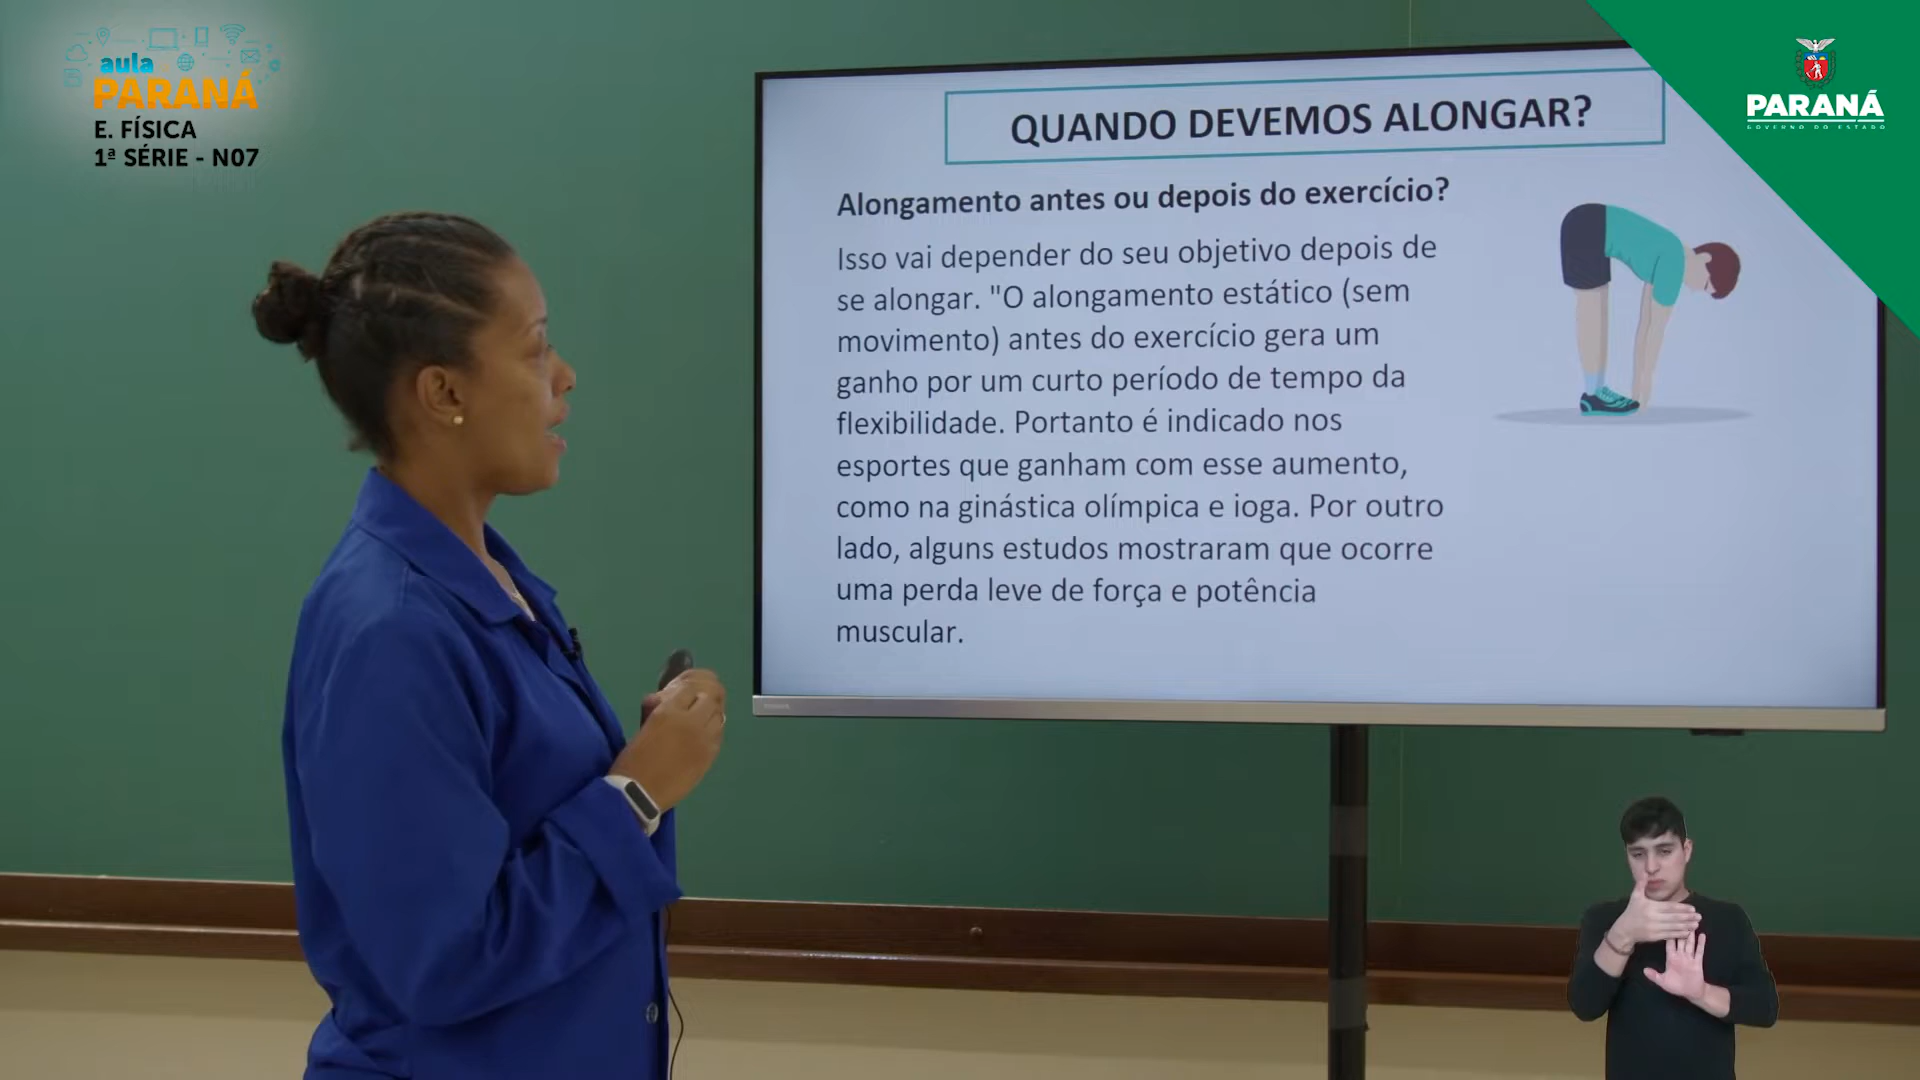 aula
PARANÁ
E. FÍSICA
1ª SÉRIE - N07
QUANDO DEVEMOS ALONGAR?
Alongamento antes ou depois do exercício?
Isso vai depender do seu objetivo depois de
se alongar. "O alongamento estático (sem
movimento) antes do exercício gera um
ganho por um curto período de tempo da
flexibilidade. Portanto é indicado nos
esportes que ganham com esse aumento,
como na ginástica olímpica e ioga. Por outro
lado, alguns estudos mostraram que ocorre
uma perda leve de força e potência
muscular.
PARANÁ
GOVERNO DO ESTADO